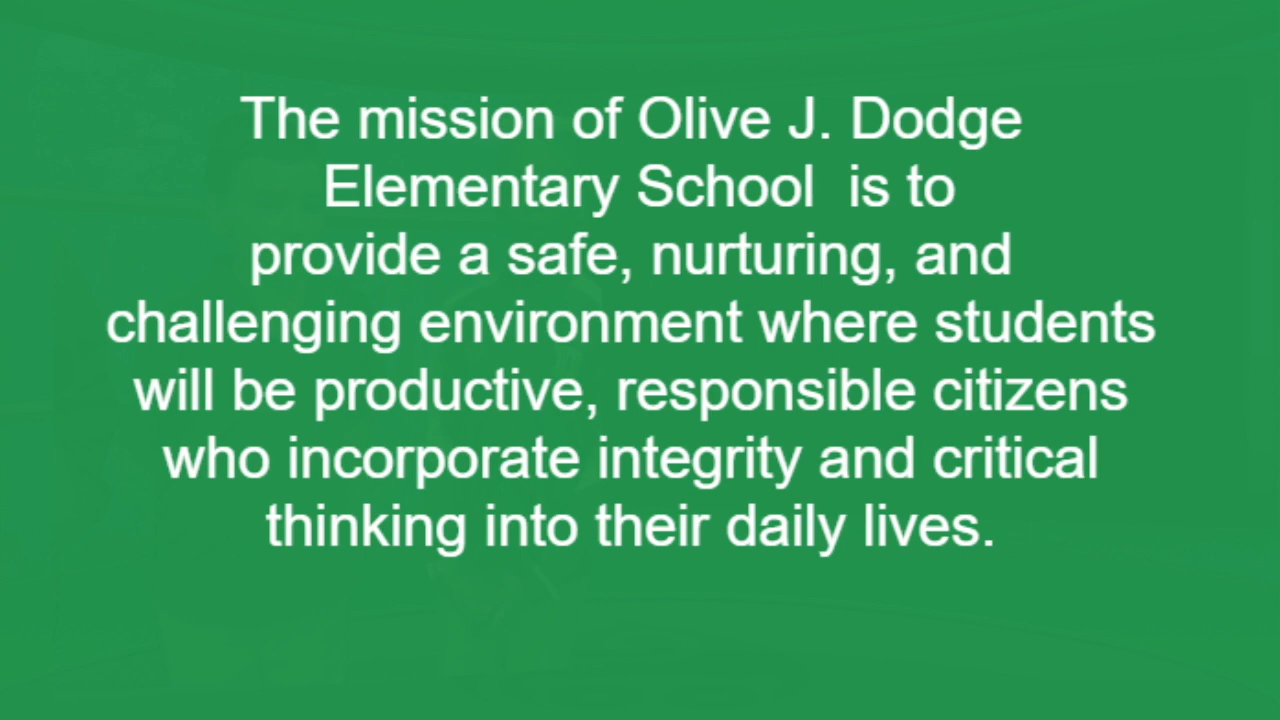 The mission of Olive J. Dodge
Elementary School  is to
provide a safe, nurturing, and
challenging environment where students
will be productive, responsible citizens
who incorporate integrity and critical
thinking into their daily lives.